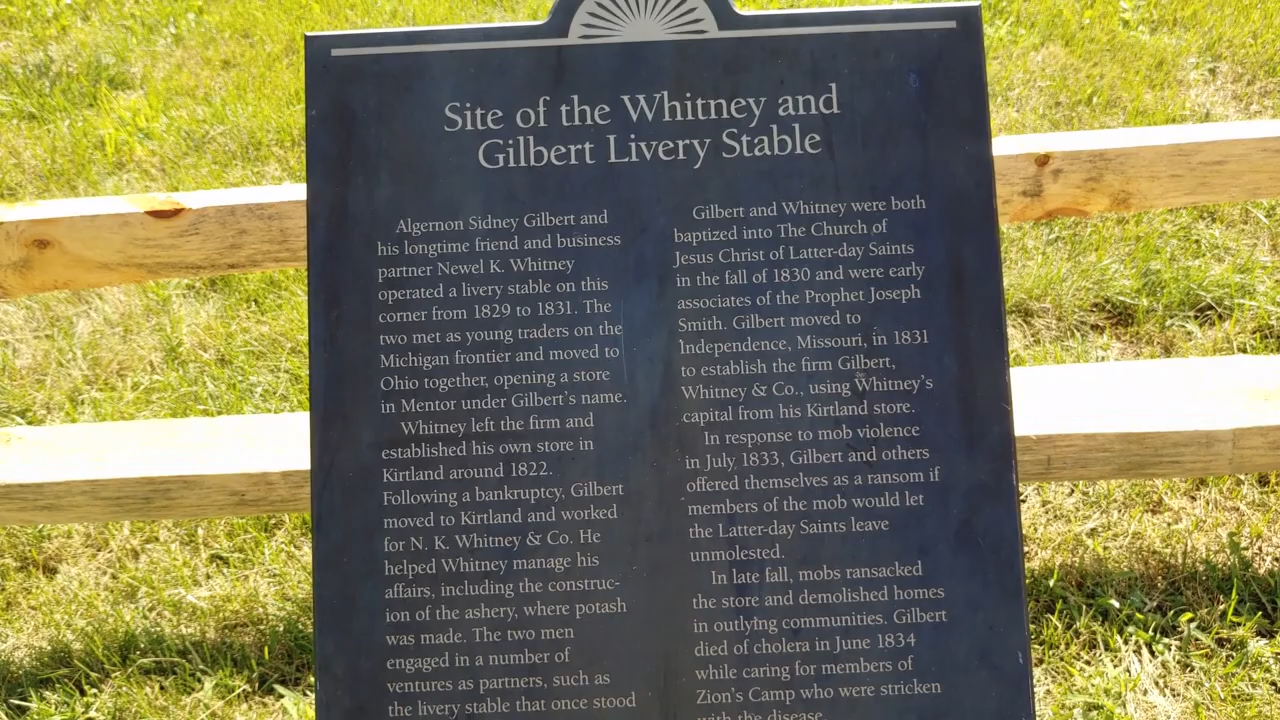 Site of the Whitney and
Gilbert Livery Stable
Algernon Sidney Gilbert and
his longtime friend and business
partner Newel K. Whitney
operated a livery stable on this
corner from 1829 to 1831. The
two met as young traders on the
Michigan frontier and moved to
Ohio together, opening a store
in Mentor under Gilbert's name.
Whitney left the firm and
established his own store in
Kirtland around 1822.
Following a bankruptcy, Gilbert
moved to Kirtland and worked
for N. K. Whitney & Co. He
helped Whitney manage his
affairs, including the construc-
ion of the ashery, where potash
was made. The two men
engaged in a number of
ventures as partners, such as
the livery stable that once stood
Gilbert and Whitney were both
baptized into The Church of
Jesus Christ of Latter-day Saints
in the fall of 1830 and were early
associates of the Prophet Joseph
Smith. Gilbert moved to
Independence, Missouri, in 1831
to establish the firm Gilbert,
Whitney & Co., using Whitney's
capital from his Kirtland store.
In response to mob violence
in July 1833, Gilbert and others
offered themselves as a ransom if
members of the mob would let
the Latter-day Saints leave
unmolested.
In late fall, mobs ransacked
the store and demolished homes
in outlying communities. Gilbert
died of cholera in June 1834
while caring for members of
Zion's Camp who were stricken
with the disease.